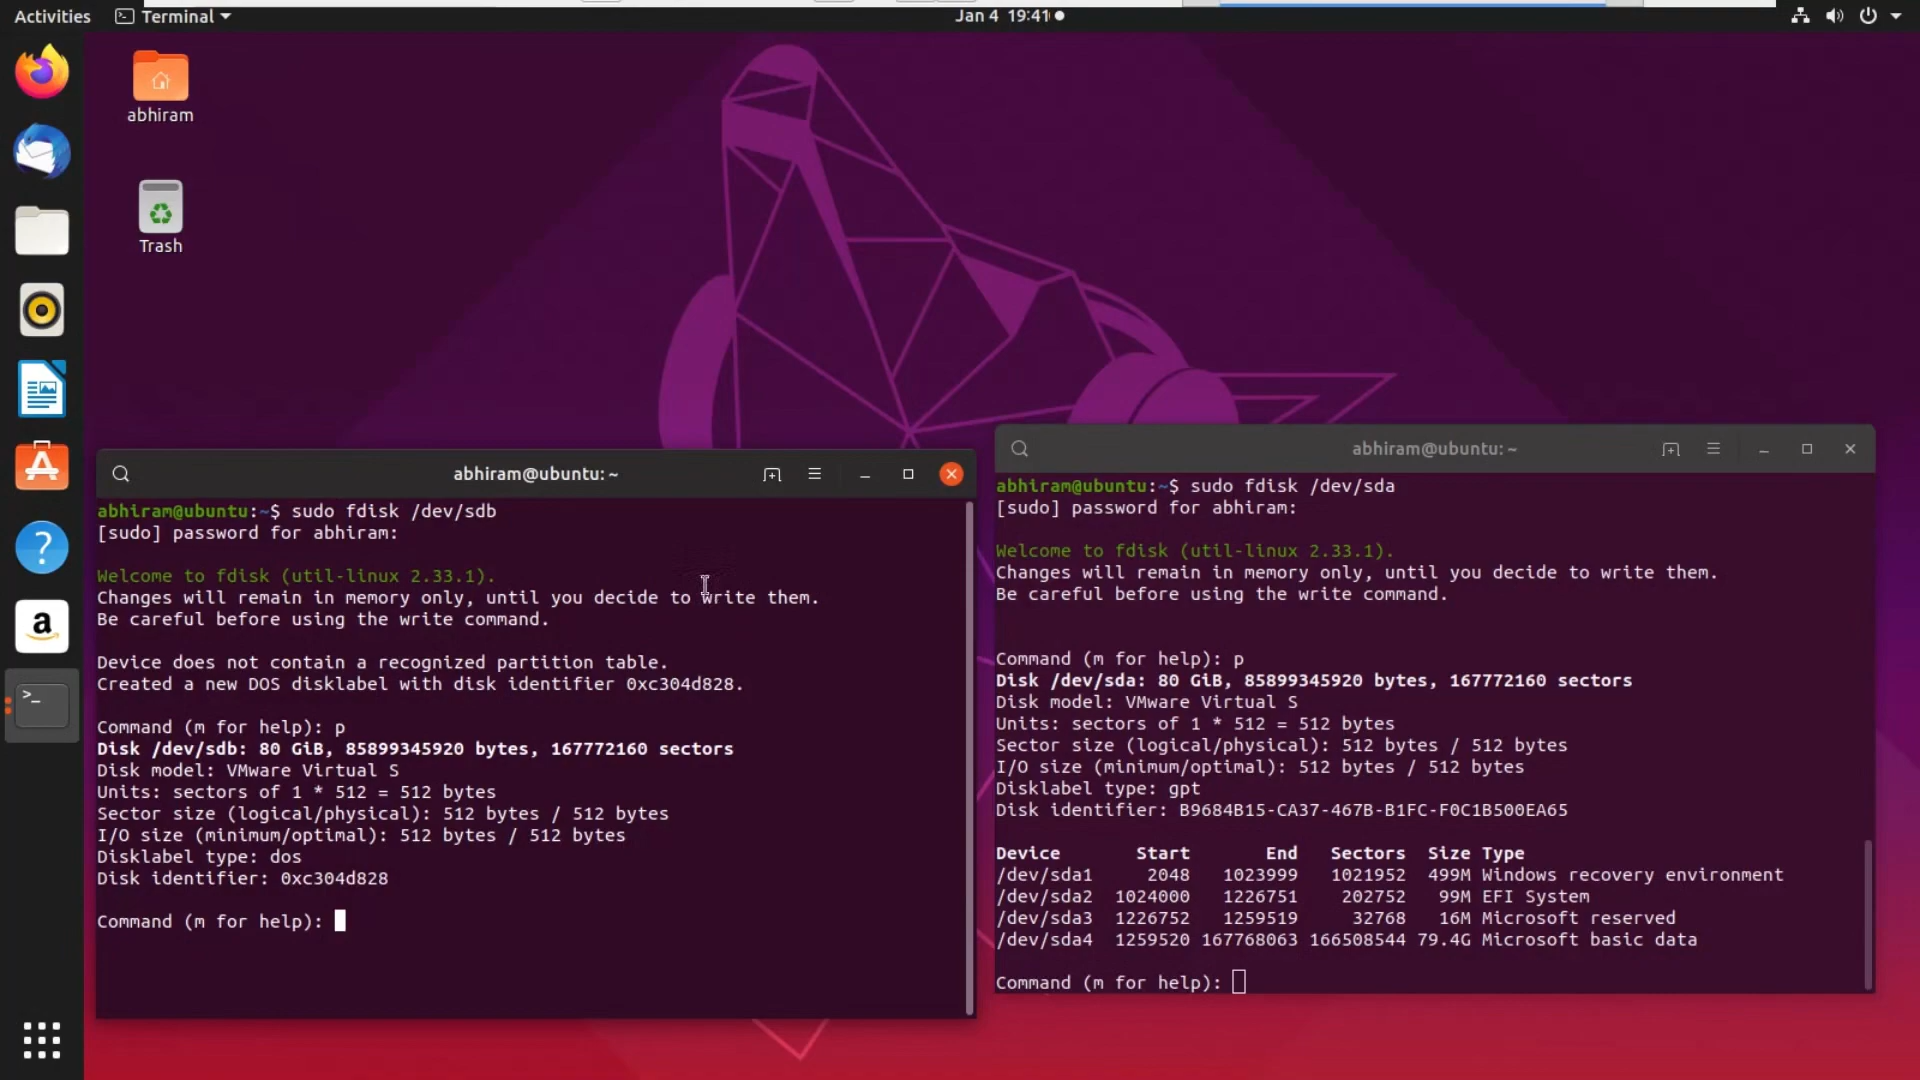 Activities Terminal Jan 4 19:41
abhiram
Trash
abhiram@ubuntu: ~
abhiram@ubuntu:~$ sudo fdisk /dev/sdb
[sudo] password for abhiram:
Welcome to fdisk (util-linux 2.33.1).
Changes will remain in memory only, until you decide to write them.
Be careful before using the write command.
Device does not contain a recognized partition table.
Created a new DOS disklabel with disk identifier 0xc304d828.
Command (m for help): p
Disk /dev/sdb: 80 GiB, 85899345920 bytes, 167772160 sectors
Disk model: VMware Virtual S
Units: sectors of 1 * 512 = 512 bytes
Sector size (logical/physical): 512 bytes / 512 bytes
I/O size (minimum/optimal): 512 bytes / 512 bytes
Disklabel type: dos
Disk identifier: 0xc304d828
Command (m for help):
abhiram@ubuntu: ~
abhiram@ubuntu:~$ sudo fdisk /dev/sda
[sudo] password for abhiram:
Welcome to fdisk (util-linux 2.33.1).
Changes will remain in memory only, until you decide to write them.
Be careful before using the write command.
Command (m for help): p
Disk /dev/sda: 80 GiB, 85899345920 bytes, 167772160 sectors
Disk model: VMware Virtual S
Units: sectors of 1 * 512 = 512 bytes
Sector size (logical/physical): 512 bytes / 512 bytes
I/O size (minimum/optimal): 512 bytes / 512 bytes
Disklabel type: gpt
Disk identifier: B9684B15-CA37-467B-B1FC-F0C1B500EA65
Device Start End Sectors Size Type
/dev/sda1 2048 1023999 1021952 499M Windows recovery environment
/dev/sda2 1024000 1226751 202752 99M EFI System
/dev/sda3 1226752 1259519 32768 16M Microsoft reserved
/dev/sda4 1259520 167768063 166508544 79.4G Microsoft basic data
Command (m for help):